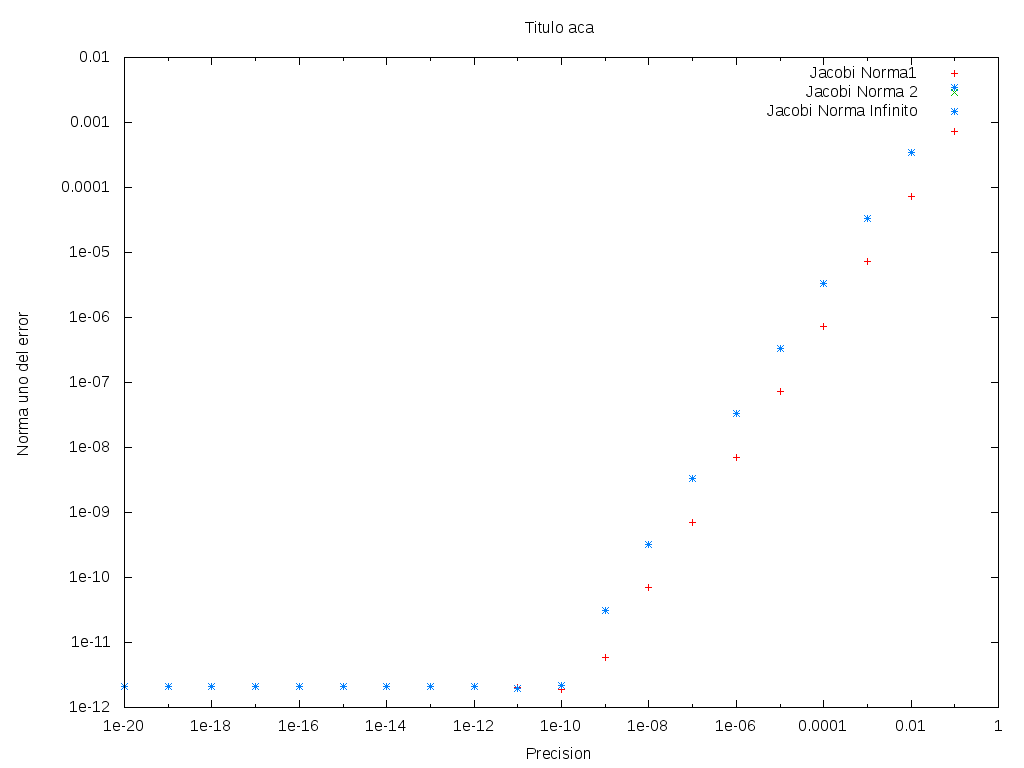 Titulo aca
0.01
0.001
0.0001
1e-05
1e-06
1e-07
1e-08
1e-09
1e-10
1e-11
1e-12
Norma uno del error
Jacobi Norma1
Jacobi Norma 2
Jacobi Norma Infinito
1e-20
1e-18
1e-16
1e-14
1e-12
1e-10
1e-08
1e-06
0.0001
0.01
1
Precision